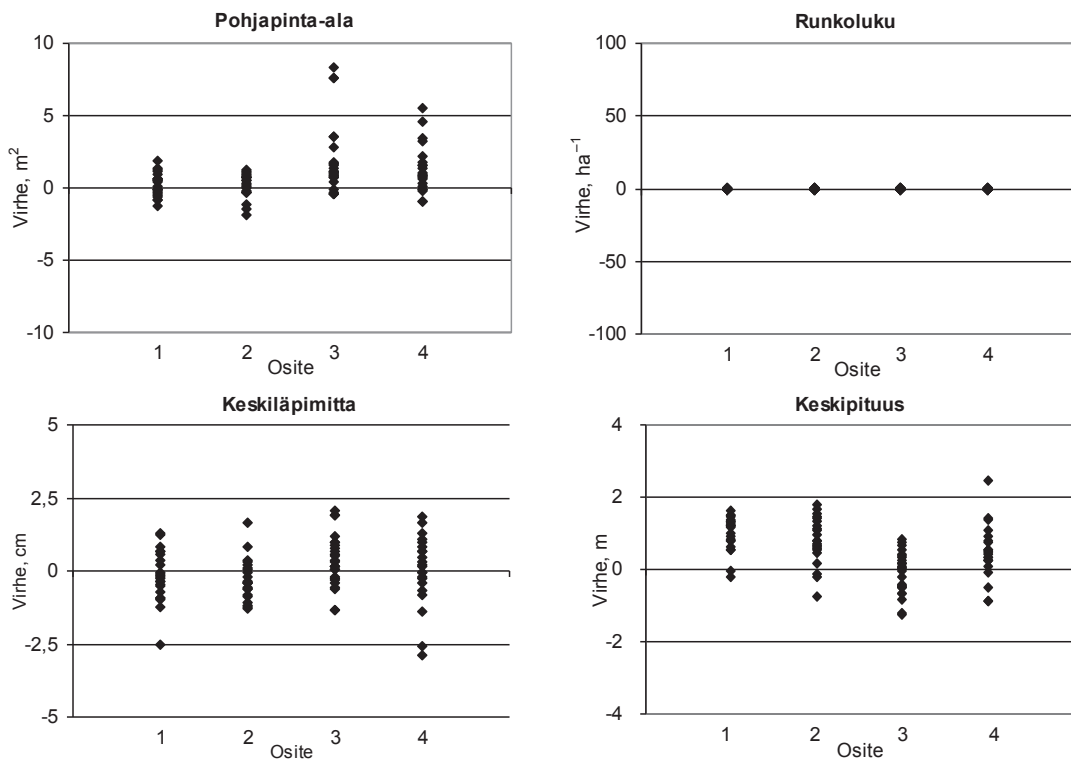 Pohjapinta-ala
10
5
0
-5
-10
Virhe, m²
1 2 3 4
Osite
Runkoluku
100
50
0
-50
-100
Virhe, ha⁻¹
1 2 3 4
Osite
Keskiläpimitta
5
2,5
0
-2,5
-5
Virhe, cm
1 2 3 4
Osite
Keskipituus
4
2
0
-2
-4
Virhe, m
1 2 3 4
Osite